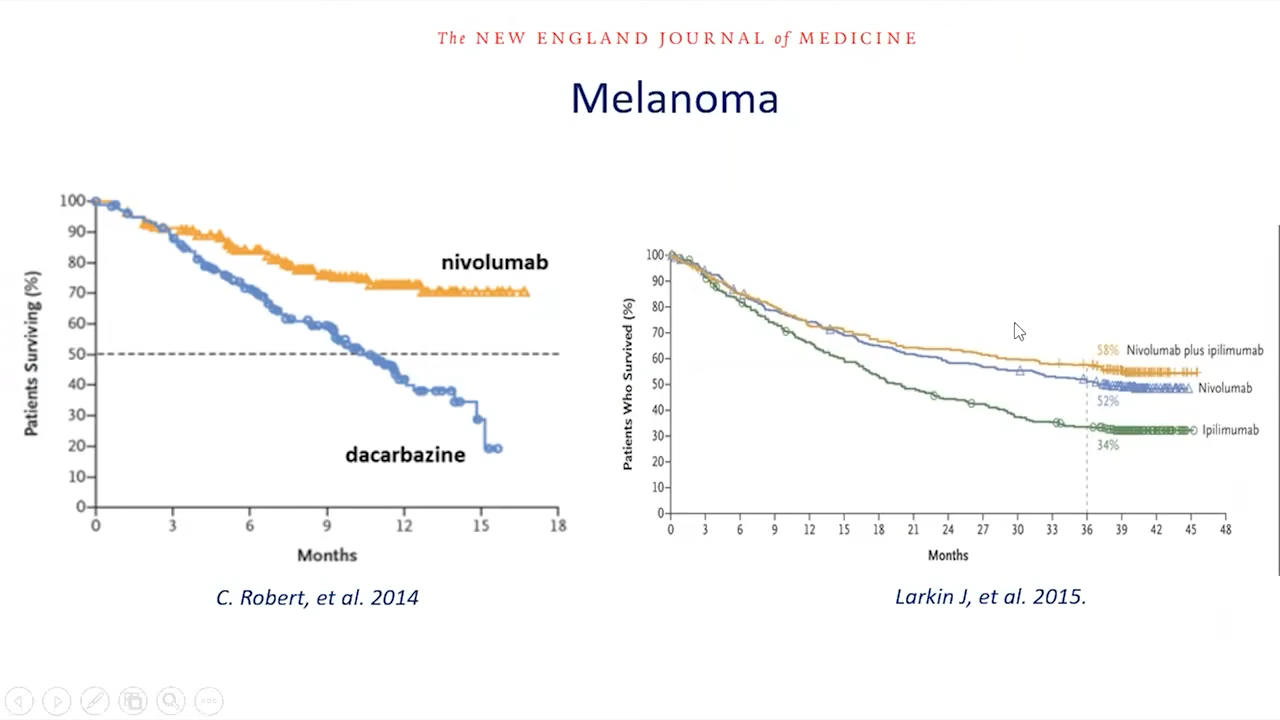 The NEW ENGLAND JOURNAL of MEDICINE
Melanoma
Patients Surviving (%)
100
90
80
70
60
50
40
30
20
10
0
nivolumab
dacarbazine
0 3 6 9 12 15 18
Months
C. Robert, et al. 2014
Patients Who Survived (%)
100
90
80
70
60
50
40
30
20
10
0
58% Nivolumab plus ipilimumab
Nivolumab
52%
Ipilimumab
34%
0 3 6 9 12 15 18 21 24 27 30 33 36 39 42 45 48
Months
Larkin J, et al. 2015.